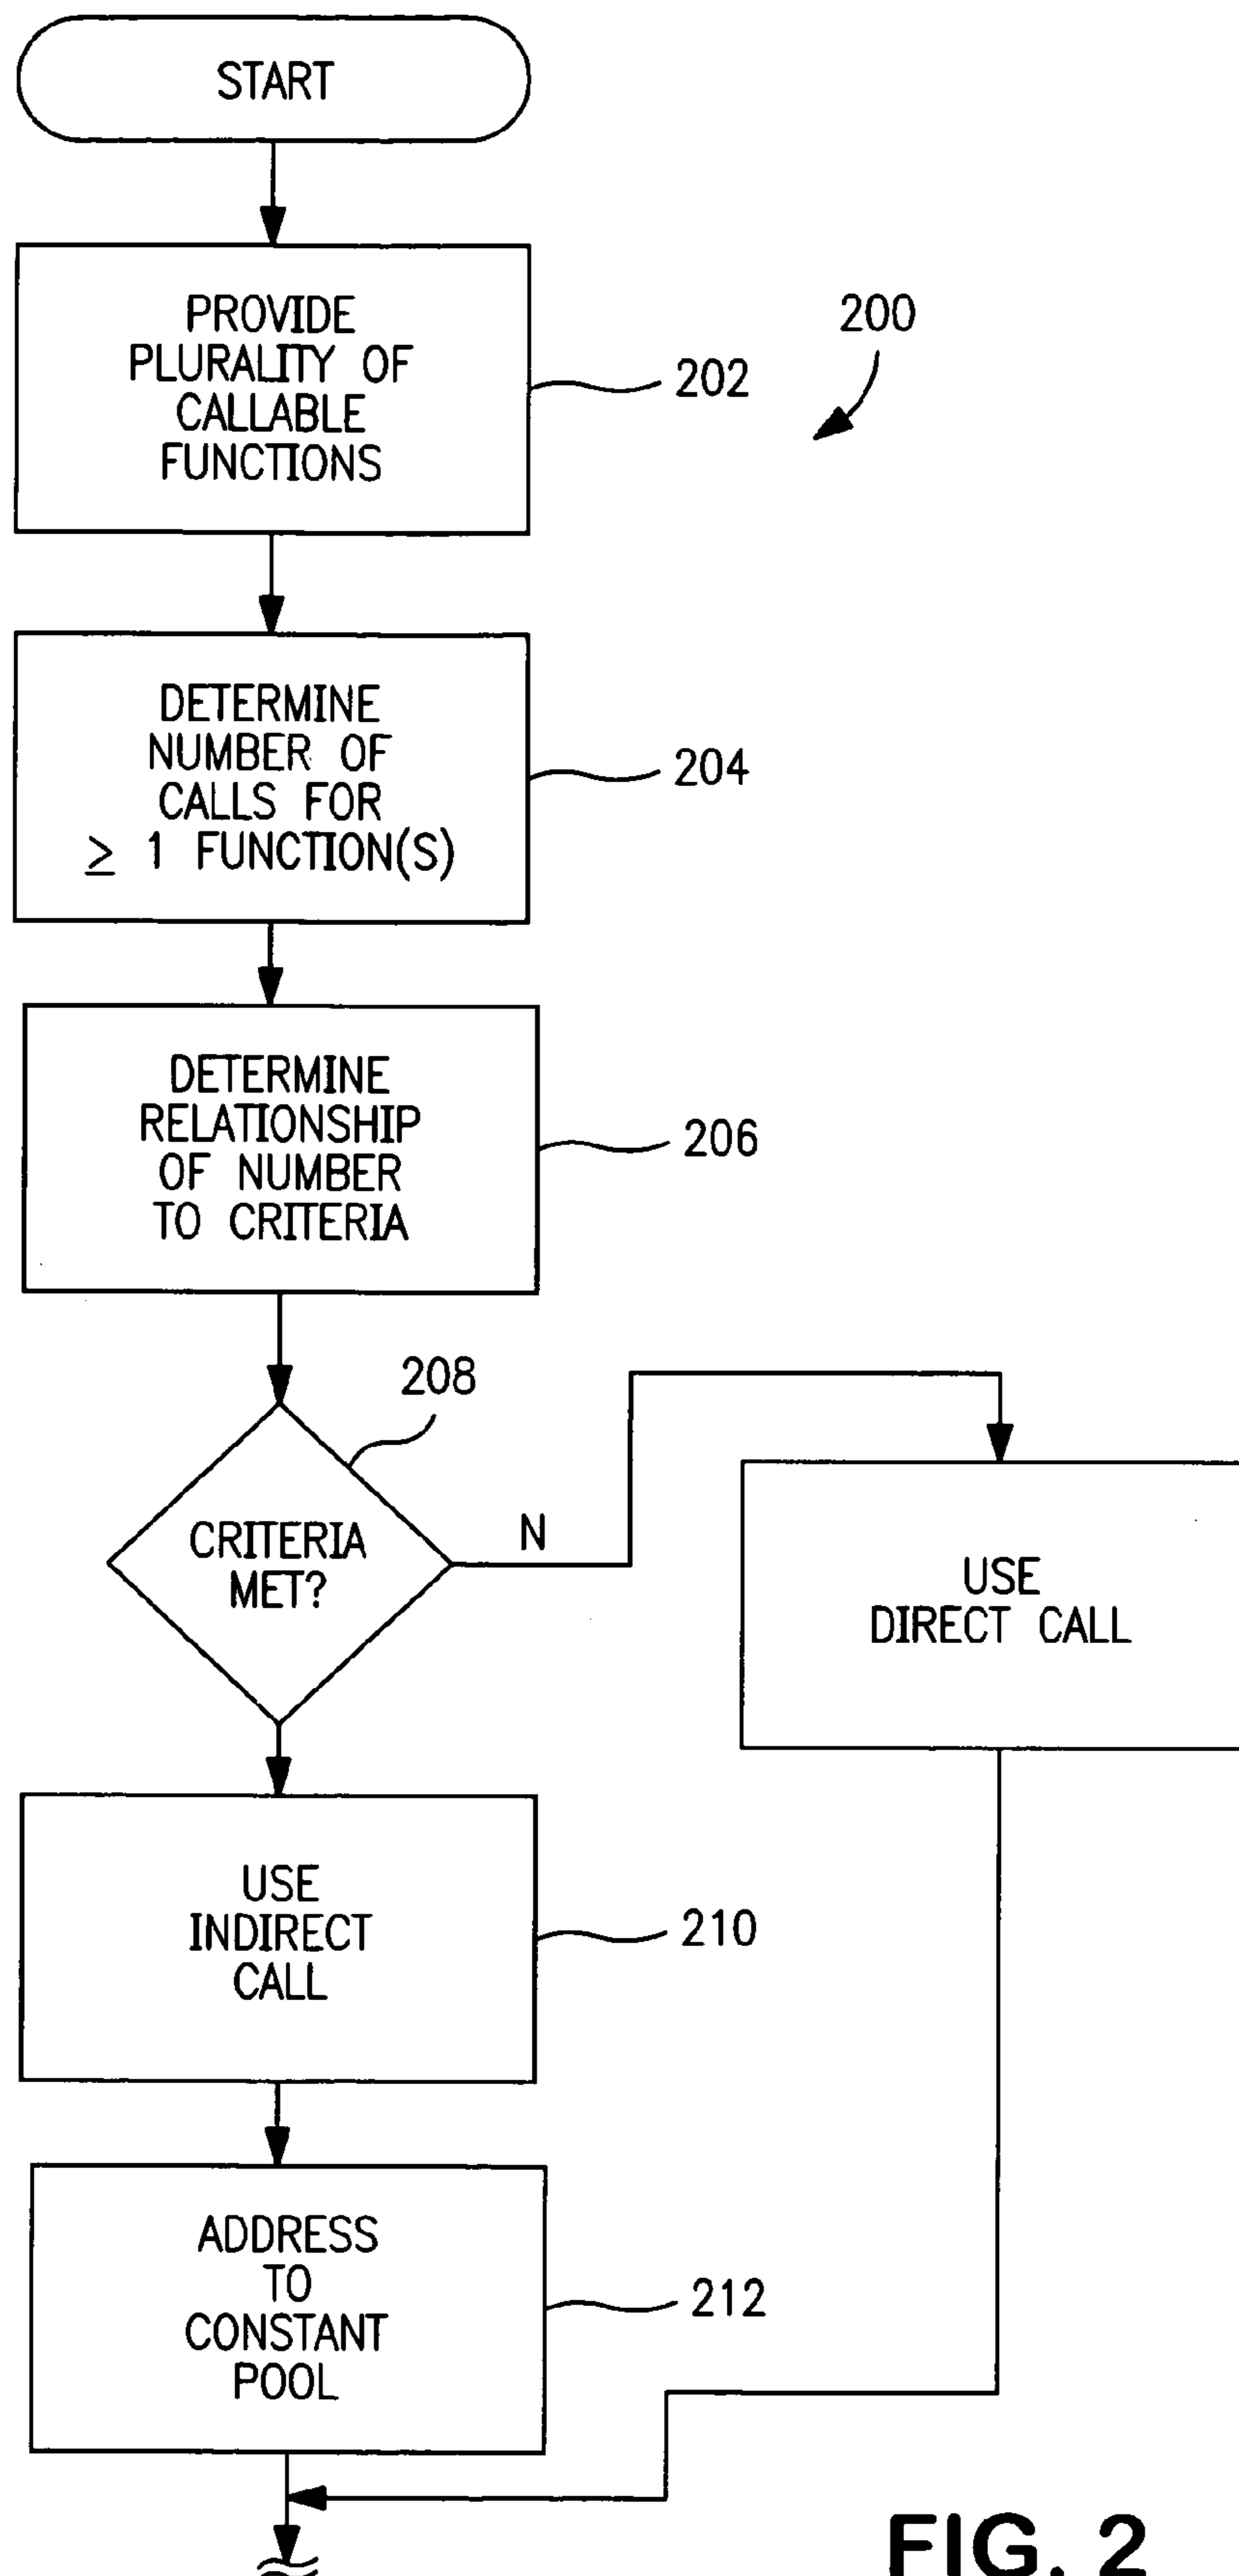 START
PROVIDE
PLURALITY OF
CALLABLE
FUNCTIONS
202
200
DETERMINE
NUMBER OF
CALLS FOR
≥ 1 FUNCTION(S)
204
DETERMINE
RELATIONSHIP
OF NUMBER
TO CRITERIA
206
208
CRITERIA
MET?
N
USE
DIRECT CALL
USE
INDIRECT
CALL
210
ADDRESS
TO
CONSTANT
POOL
212
FIG. 2